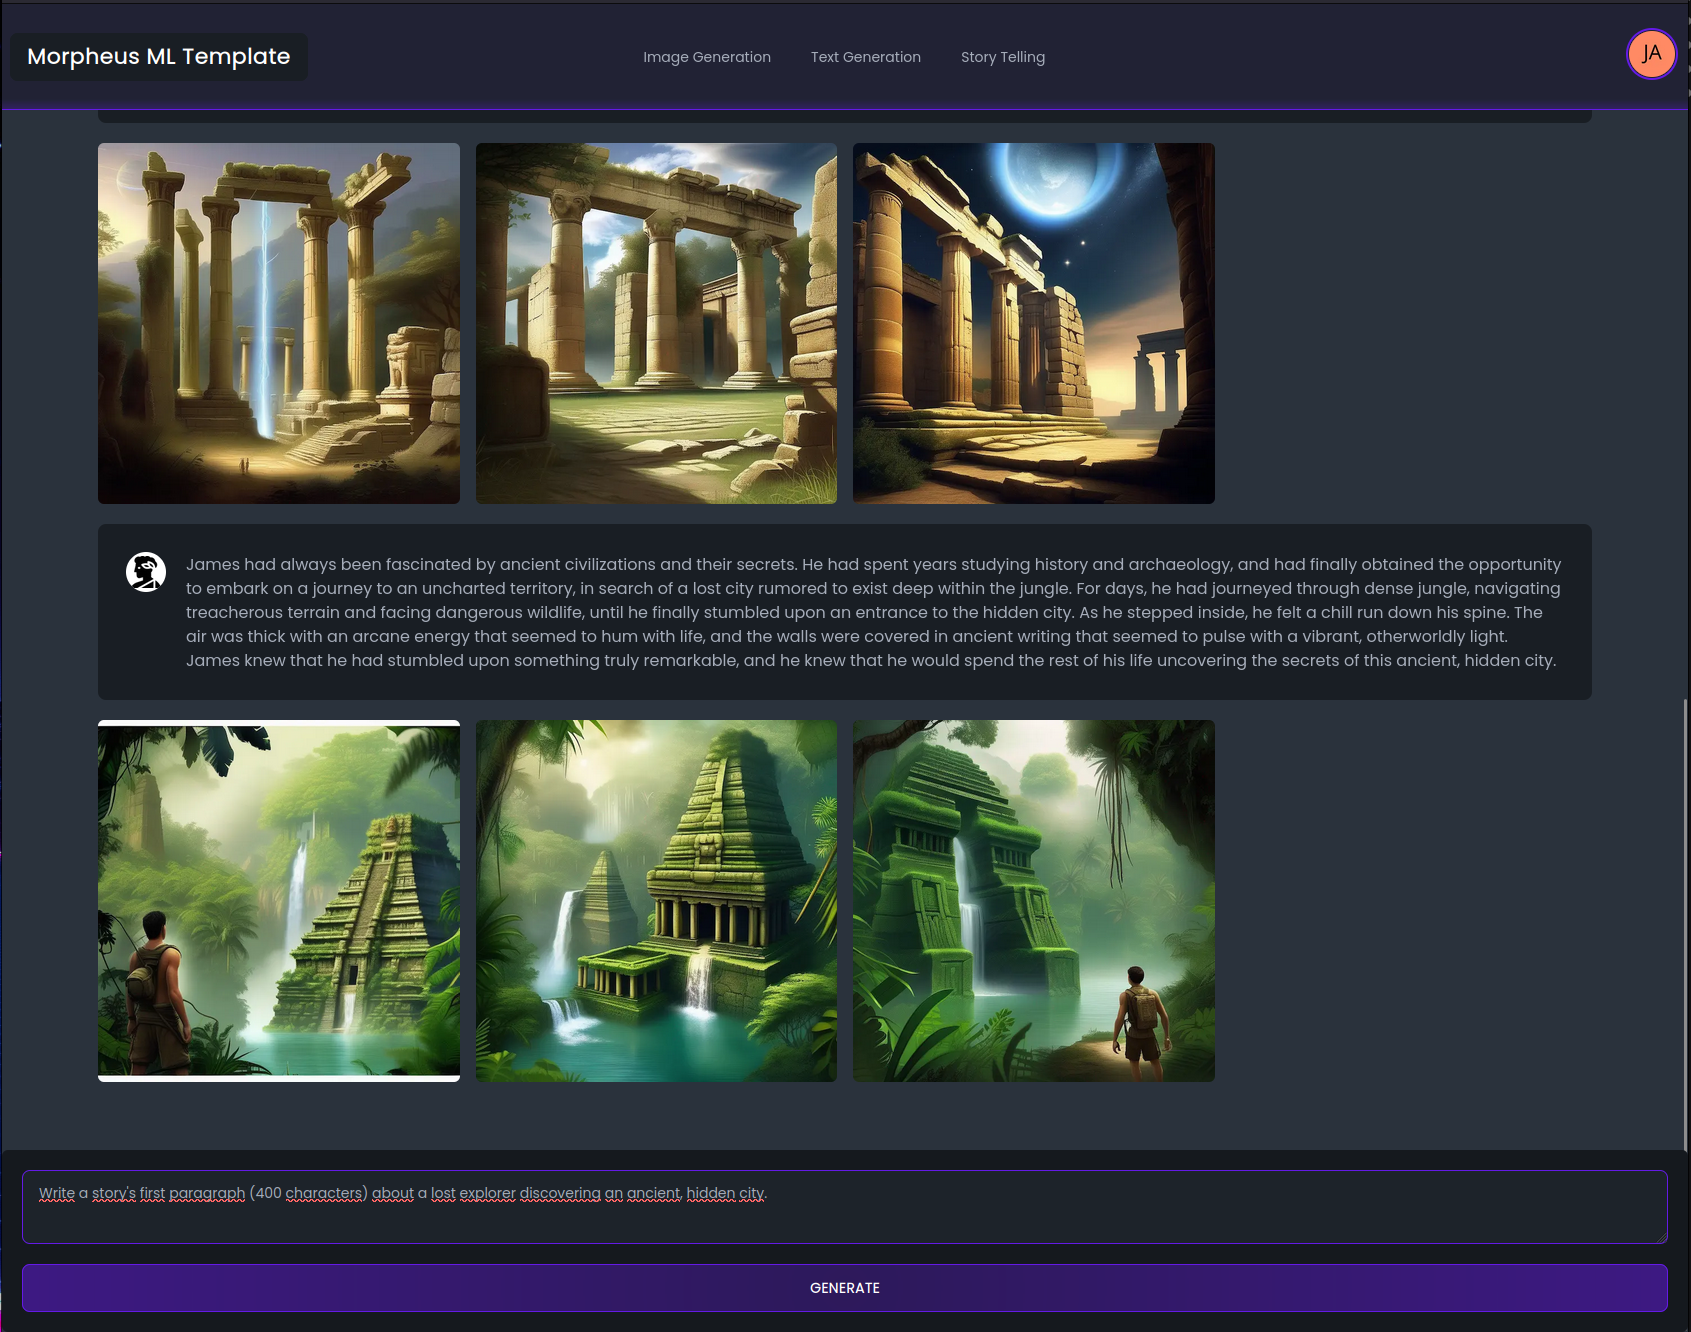 Morpheus ML Template
Image Generation
Text Generation
Story Telling
JA
James had always been fascinated by ancient civilizations and their secrets. He had spent years studying history and archaeology, and had finally obtained the opportunity
to embark on a journey to an uncharted territory, in search of a lost city rumored to exist deep within the jungle. For days, he had journeyed through dense jungle, navigating
treacherous terrain and facing dangerous wildlife, until he finally stumbled upon an entrance to the hidden city. As he stepped inside, he felt a chill run down his spine. The
air was thick with an arcane energy that seemed to hum with life, and the walls were covered in ancient writing that seemed to pulse with a vibrant, otherworldly light.
James knew that he had stumbled upon something truly remarkable, and he knew that he would spend the rest of his life uncovering the secrets of this ancient, hidden city.
Write a story's first paragraph (400 characters) about a lost explorer discovering an ancient, hidden city.
GENERATE